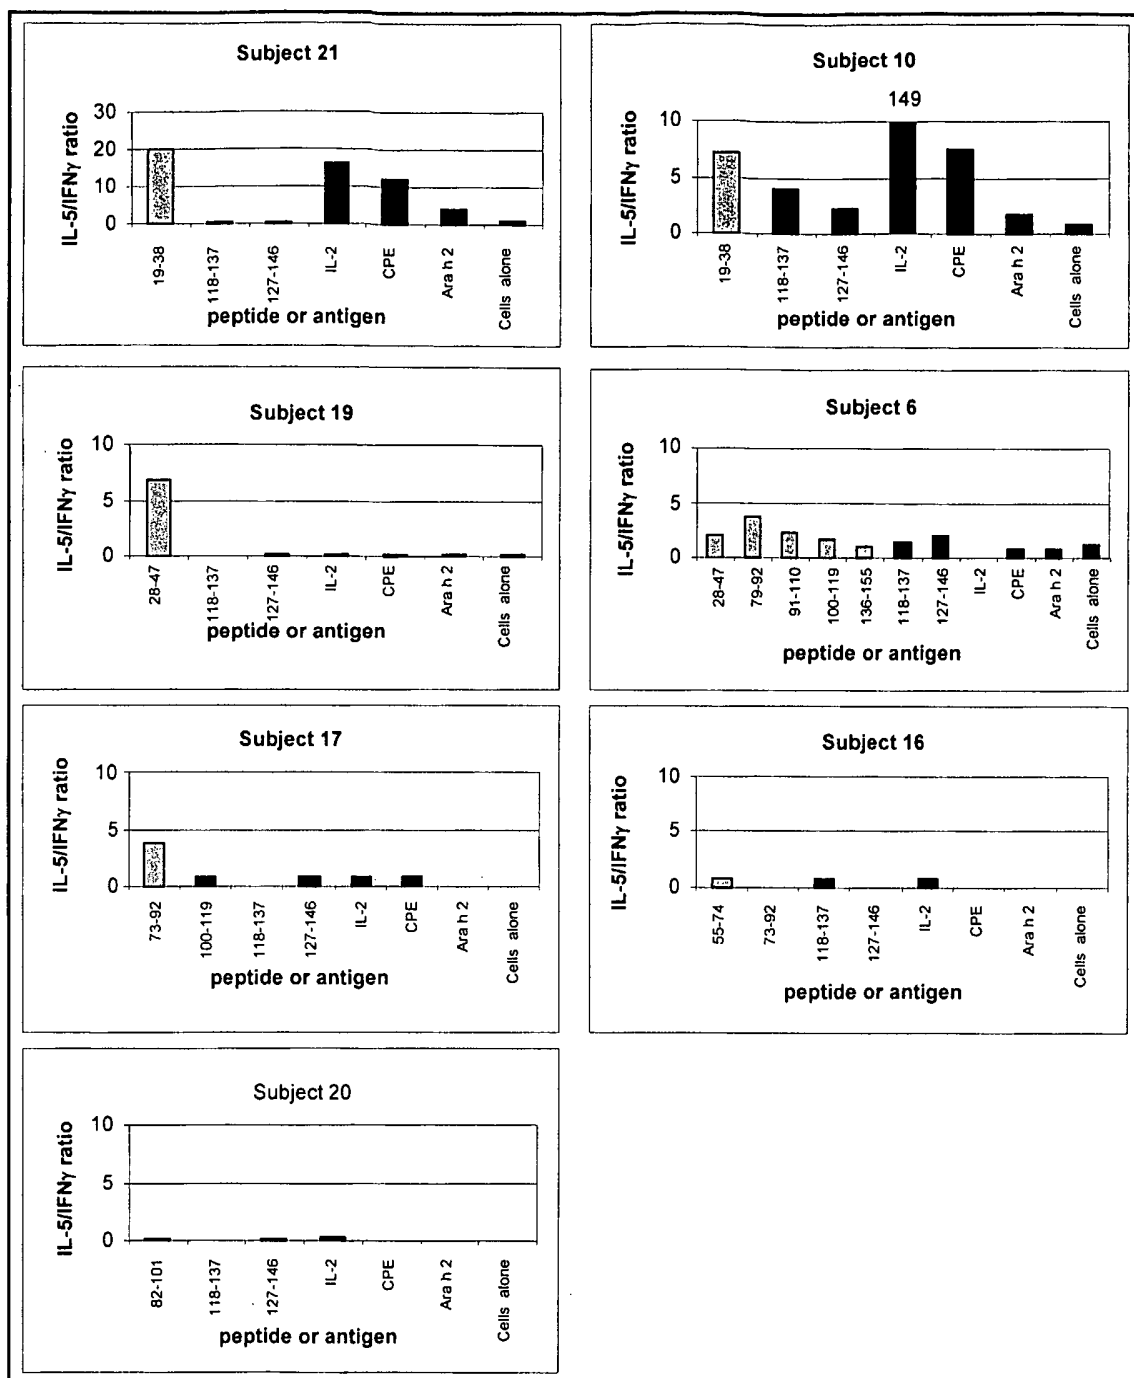 Subject 21
IL-5/IFNγ ratio
30
20
10
0
19-38
118-137
127-146
IL-2
CPE
Ara h 2
Cells alone
peptide or antigen
Subject 10
149
IL-5/IFNγ ratio
10
5
0
19-38
118-137
127-146
IL-2
CPE
Ara h 2
Cells alone
peptide or antigen
Subject 19
IL-5/IFNγ ratio
10
5
0
28-47
118-137
127-146
IL-2
CPE
Ara h 2
Cells alone
peptide or antigen
Subject 6
IL-5/IFNγ ratio
10
5
0
28-47
79-92
91-110
100-119
136-155
118-137
127-146
IL-2
CPE
Ara h 2
Cells alone
peptide or antigen
Subject 17
IL-5/IFNγ ratio
10
5
0
73-92
100-119
118-137
127-146
IL-2
CPE
Ara h 2
Cells alone
peptide or antigen
Subject 16
IL-5/IFNγ ratio
10
5
0
55-74
73-92
118-137
127-146
IL-2
CPE
Ara h 2
Cells alone
peptide or antigen
Subject 20
IL-5/IFNγ ratio
10
5
0
82-101
118-137
127-146
IL-2
CPE
Ara h 2
Cells alone
peptide or antigen